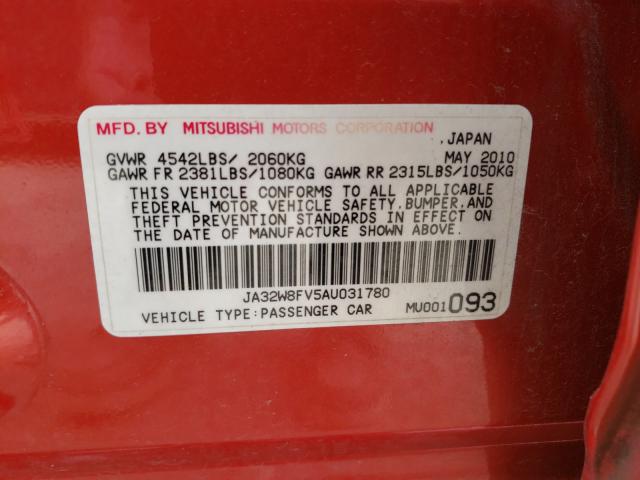 MFD. BY MITSUBISHI MOTORS CORPORATION
, JAPAN
GVWR 4542LBS/ 2060KG MAY 2010
GAWR FR 2381LBS/1080KG GAWR RR 2315LBS/1050KG
THIS VEHICLE CONFORMS TO ALL APPLICABLE
FEDERAL MOTOR VEHICLE SAFETY, BUMPER, AND
THEFT PREVENTION STANDARDS IN EFFECT ON
THE DATE OF MANUFACTURE SHOWN ABOVE.
JA32W8FV5AU031780
VEHICLE TYPE:PASSENGER CAR MU001093